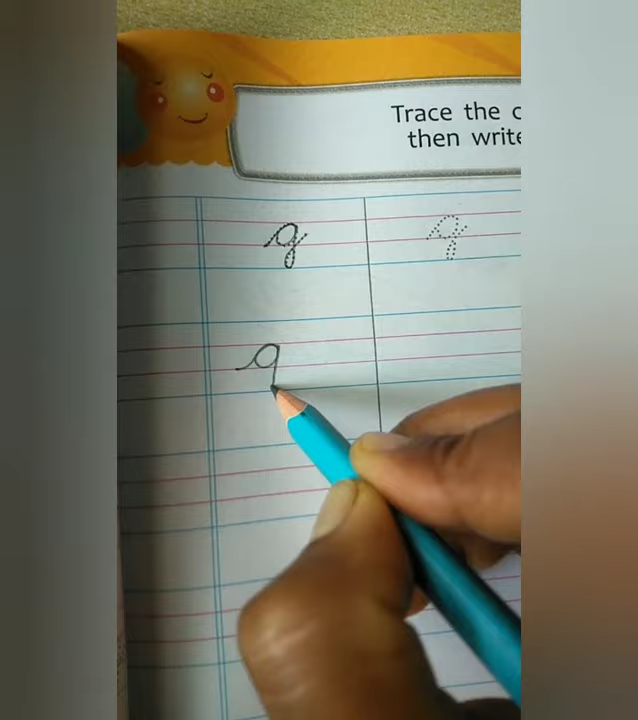 Trace the c
then write
q q
q